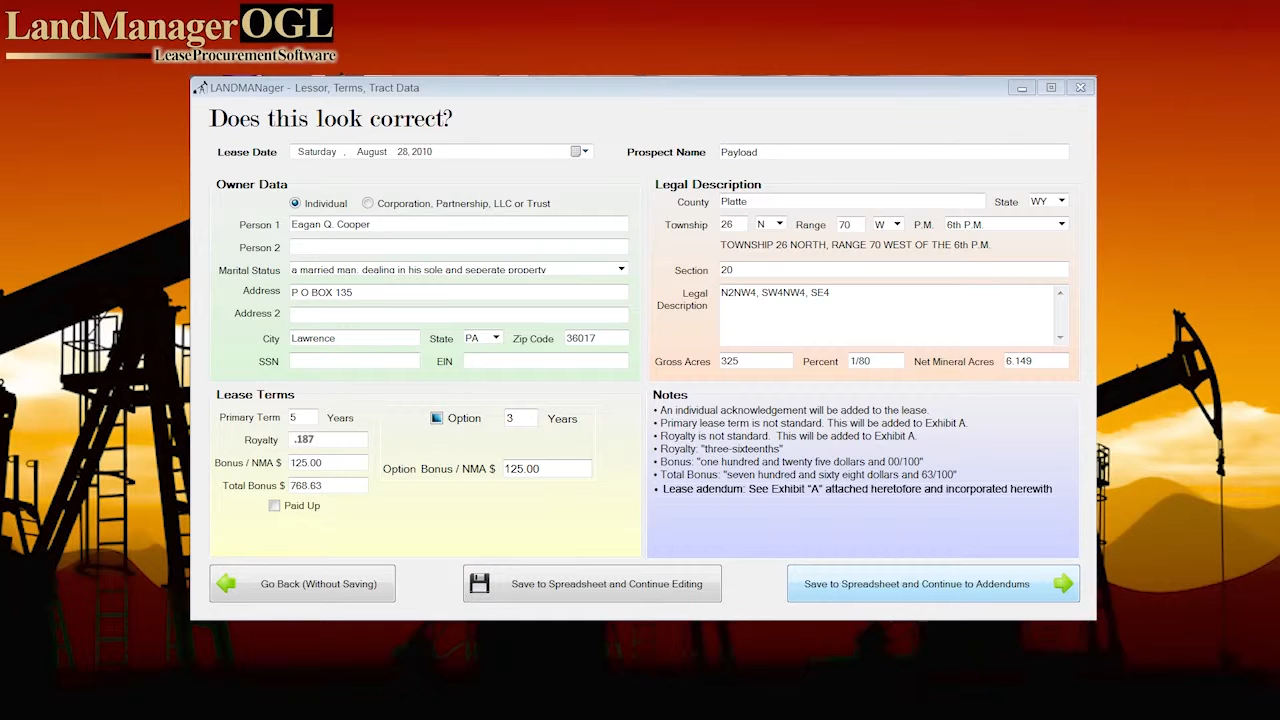 LandManagerOGL
LeaseProcurementSoftware
LANDMANager - Lessor, Terms, Tract Data
Does this look correct?
Lease Date Saturday , August 28, 2010
Prospect Name Payload
Owner Data
Individual Corporation, Partnership, LLC or Trust
Person 1 Eagan Q. Cooper
Person 2
Marital Status a married man, dealing in his sole and seperate property
Address P O BOX 135
Address 2
City Lawrence State PA Zip Code 36017
SSN EIN
Legal Description
County Platte State WY
Township 26 N Range 70 W P.M. 6th P.M.
TOWNSHIP 26 NORTH, RANGE 70 WEST OF THE 6th P.M.
Section 20
Legal Description N2NW4, SW4NW4, SE4
Gross Acres 325 Percent 1/80 Net Mineral Acres 6.149
Lease Terms
Primary Term 5 Years Option 3 Years
Royalty .187
Bonus / NMA $ 125.00 Option Bonus / NMA $ 125.00
Total Bonus $ 768.63
Paid Up
Notes
• An individual acknowledgement will be added to the lease.
• Primary lease term is not standard. This will be added to Exhibit A.
• Royalty is not standard. This will be added to Exhibit A.
• Royalty: "three-sixteenths"
• Bonus: "one hundred and twenty five dollars and 00/100"
• Total Bonus: "seven hundred and sixty eight dollars and 63/100"
• Lease adendum: See Exhibit "A" attached heretofore and incorporated herewith
Go Back (Without Saving)
Save to Spreadsheet and Continue Editing
Save to Spreadsheet and Continue to Addendums